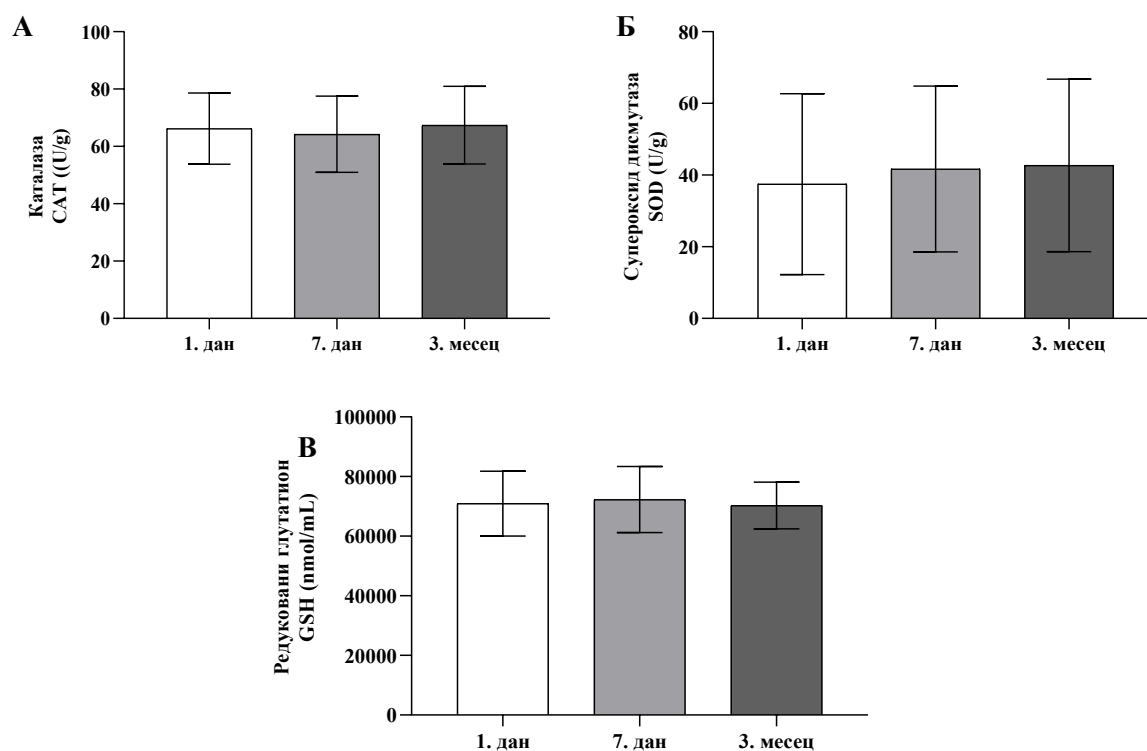 А
Каталаза
CAT ((U/g)
100
80
60
40
20
0
1. дан
7. дан
3. месец
Б
Супероксид дисмутаза
SOD (U/g)
80
60
40
20
0
1. дан
7. дан
3. месец
В
Редуковани глутатион
GSH (nmol/mL)
100000
80000
60000
40000
20000
0
1. дан
7. дан
3. месец